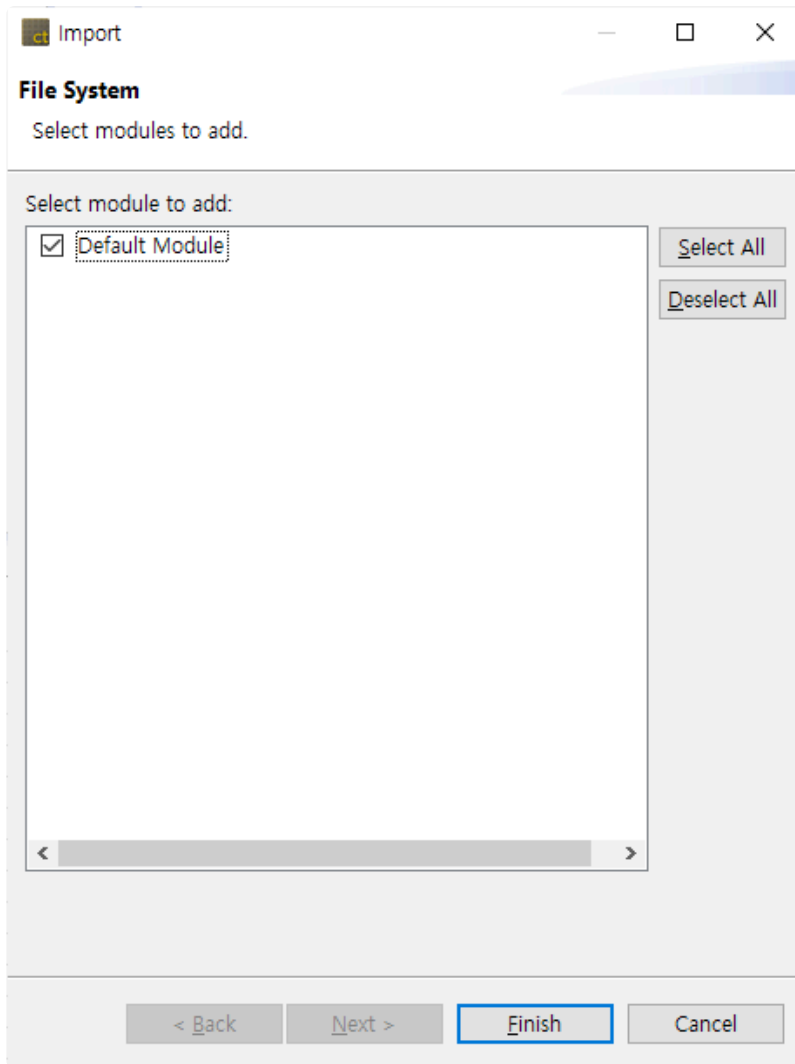 ct Import
File System
Select modules to add.
Select module to add:
Default Module
Select All
Deselect All
< Back
Next >
Finish
Cancel